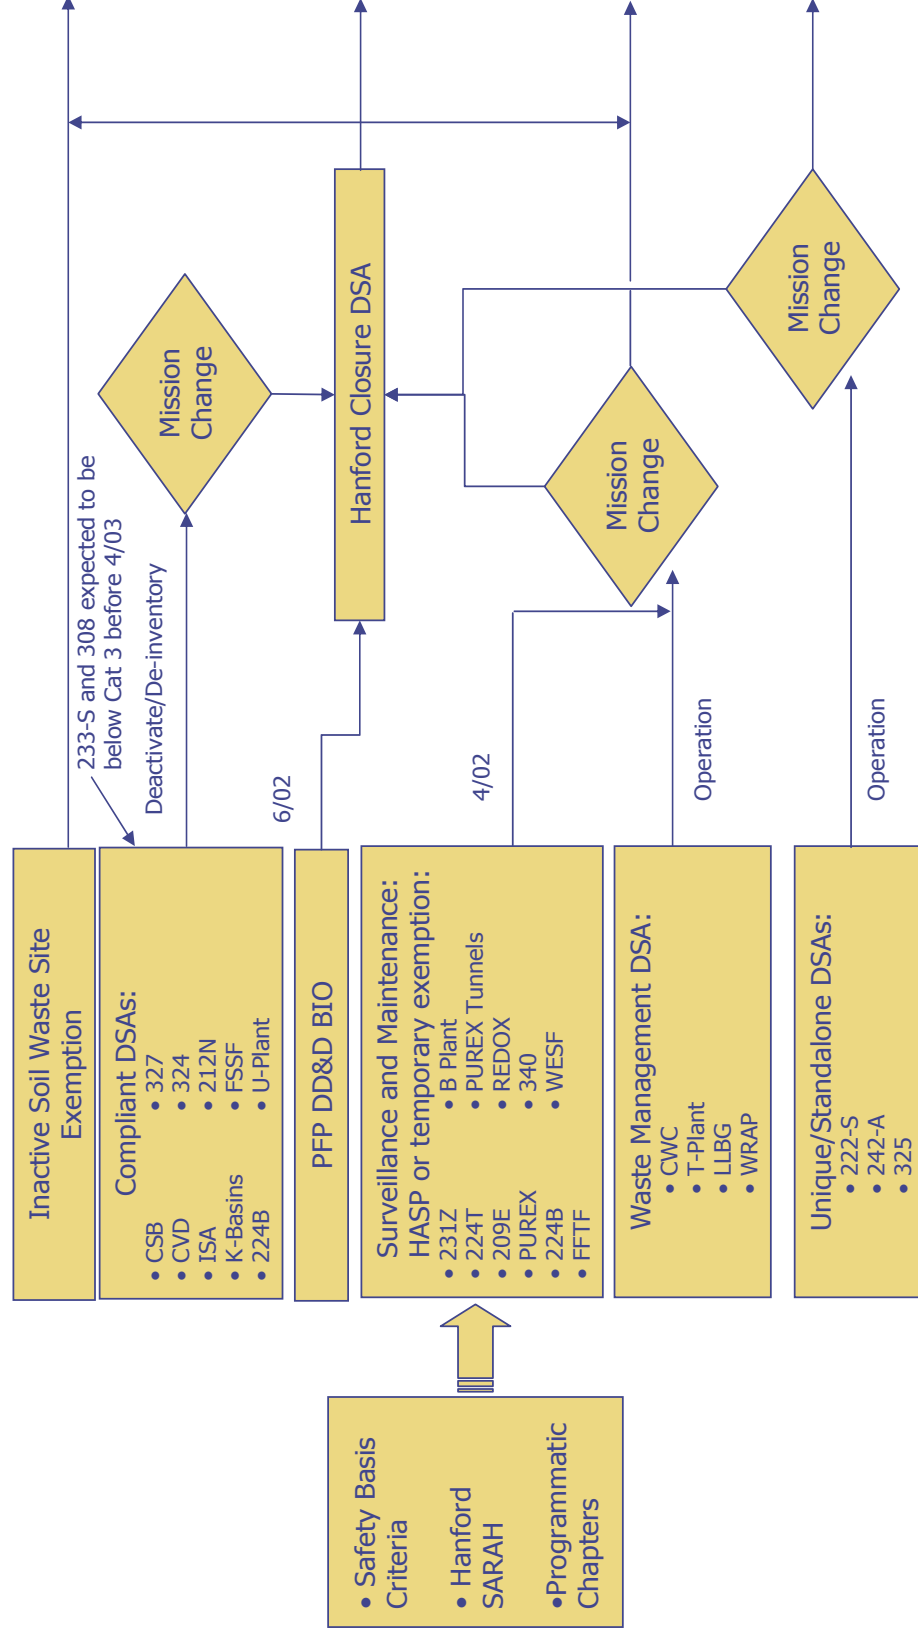 • Safety Basis
Criteria
• Hanford
SARAH
•Programmatic
Chapters
Inactive Soil Waste Site
Exemption
Compliant DSAs:
• CSB
• CVD
• ISA
• K-Basins
• 224B
• 327
• 324
• 212N
• FSSF
• U-Plant
PFP DD&D BIO
Surveillance and Maintenance:
HASP or temporary exemption:
• 231Z
• 224T
• 209E
• PUREX
• 224B
• FFTF
• B Plant
• PUREX Tunnels
• REDOX
• 340
• WESF
Waste Management DSA:
• CWC
• T-Plant
• LLBG
• WRAP
Unique/Standalone DSAs:
• 222-S
• 242-A
• 325
233-S and 308 expected to be
below Cat 3 before 4/03
Deactivate/De-inventory
6/02
4/02
Operation
Operation
Mission
Change
Hanford Closure DSA
Mission
Change
Mission
Change